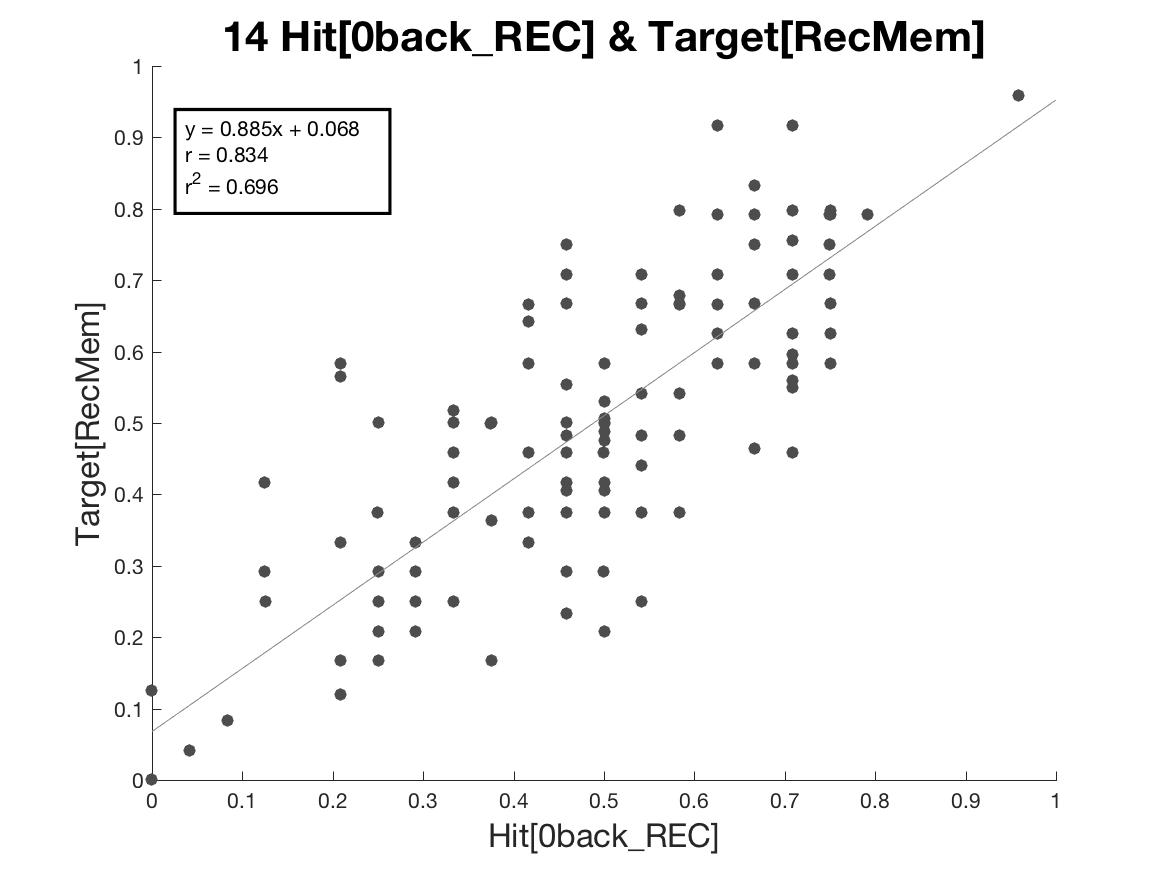 14 Hit[0back_REC] & Target[RecMem]
y = 0.885x + 0.068
r = 0.834
r² = 0.696
Target[RecMem]
1
0.9
0.8
0.7
0.6
0.5
0.4
0.3
0.2
0.1
0
0 0.1 0.2 0.3 0.4 0.5 0.6 0.7 0.8 0.9 1
Hit[0back_REC]